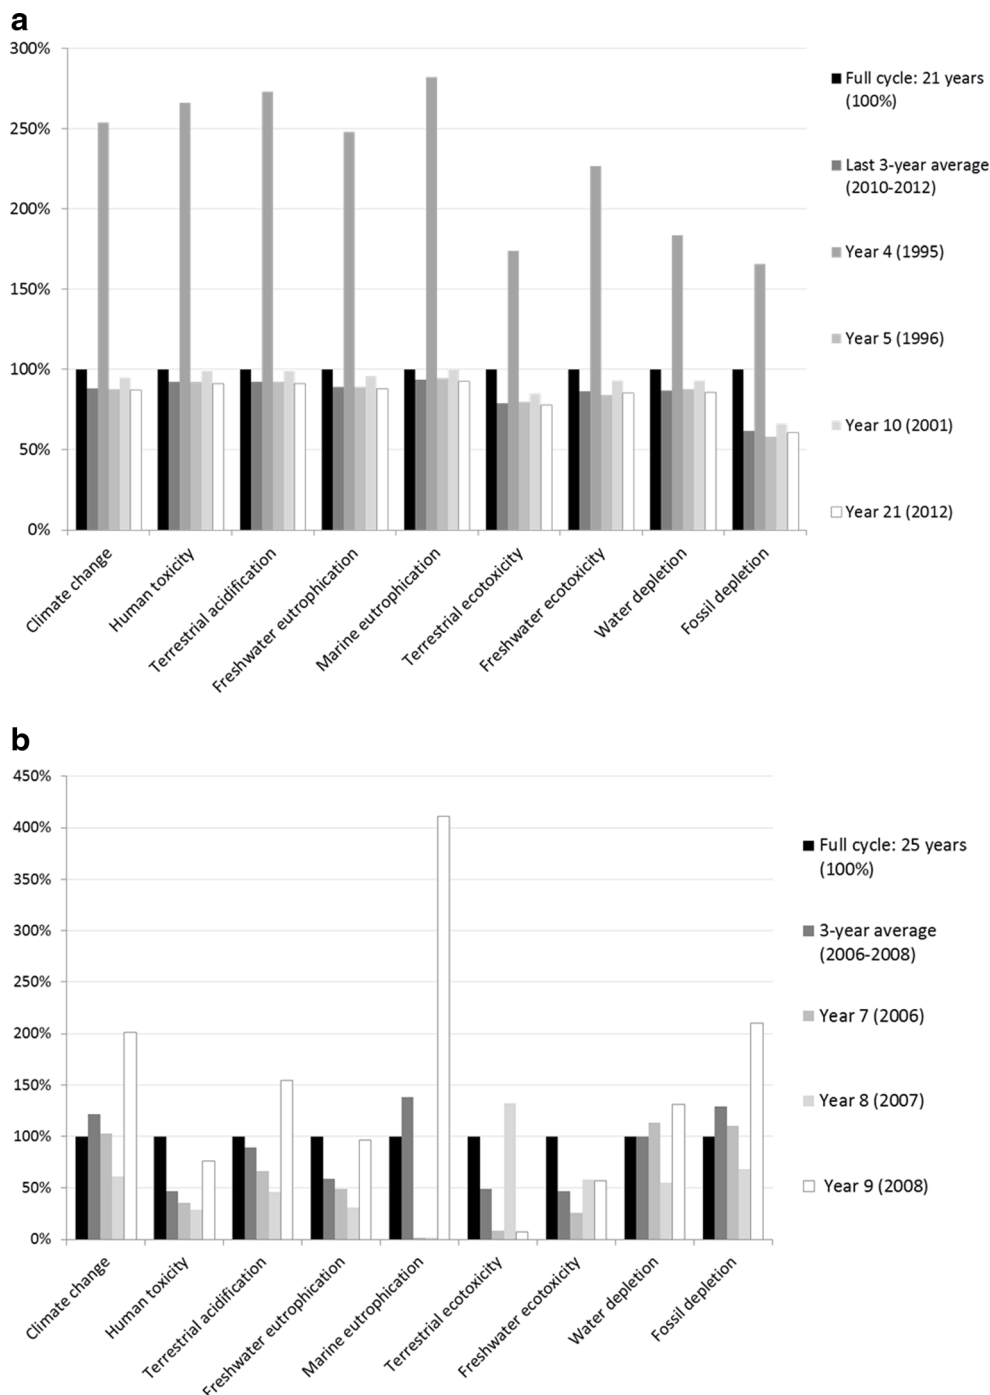 a
300%
250%
200%
150%
100%
50%
0%
Climate change
Human toxicity
Terrestrial acidification
Freshwater eutrophication
Marine eutrophication
Terrestrial ecotoxicity
Freshwater ecotoxicity
Water depletion
Fossil depletion
Full cycle: 21 years
(100%)
Last 3-year average
(2010-2012)
Year 4 (1995)
Year 5 (1996)
Year 10 (2001)
Year 21 (2012)
b
450%
400%
350%
300%
250%
200%
150%
100%
50%
0%
Climate change
Human toxicity
Terrestrial acidification
Freshwater eutrophication
Marine eutrophication
Terrestrial ecotoxicity
Freshwater ecotoxicity
Water depletion
Fossil depletion
Full cycle: 25 years
(100%)
3-year average
(2006-2008)
Year 7 (2006)
Year 8 (2007)
Year 9 (2008)